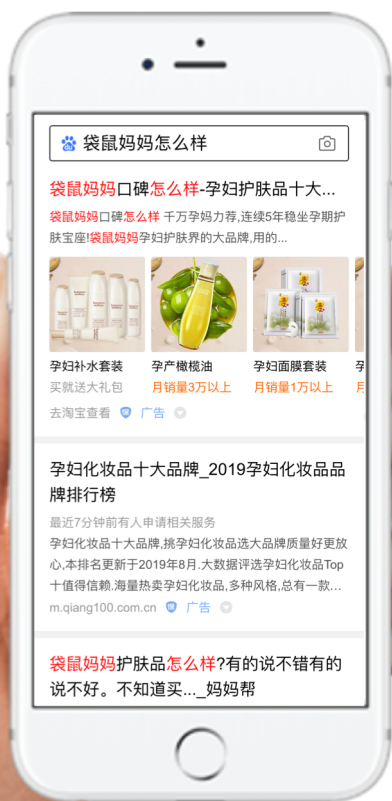 袋鼠妈妈怎么样
袋鼠妈妈口碑怎么样-孕妇护肤品十大...
袋鼠妈妈口碑怎么样 千万孕妈力荐,连续5年稳坐孕期护
肤宝座!袋鼠妈妈孕妇护肤界的大品牌,用的...
孕妇补水套装 孕产橄榄油 孕妇面膜套装
买就送大礼包 月销量3万以上 月销量1万以上
去淘宝查看 广告
孕妇化妆品十大品牌_2019孕妇化妆品品
牌排行榜
最近7分钟前有人申请相关服务
孕妇化妆品十大品牌,挑孕妇化妆品选大品牌质量好更放
心,本排名更新于2019年8月.大数据评选孕妇化妆品Top
十值得信赖.海量热卖孕妇化妆品,多种风格,总有一款...
m.qiang100.com.cn 广告
袋鼠妈妈护肤品怎么样?有的说不错有的
说不好。不知道买..._妈妈帮